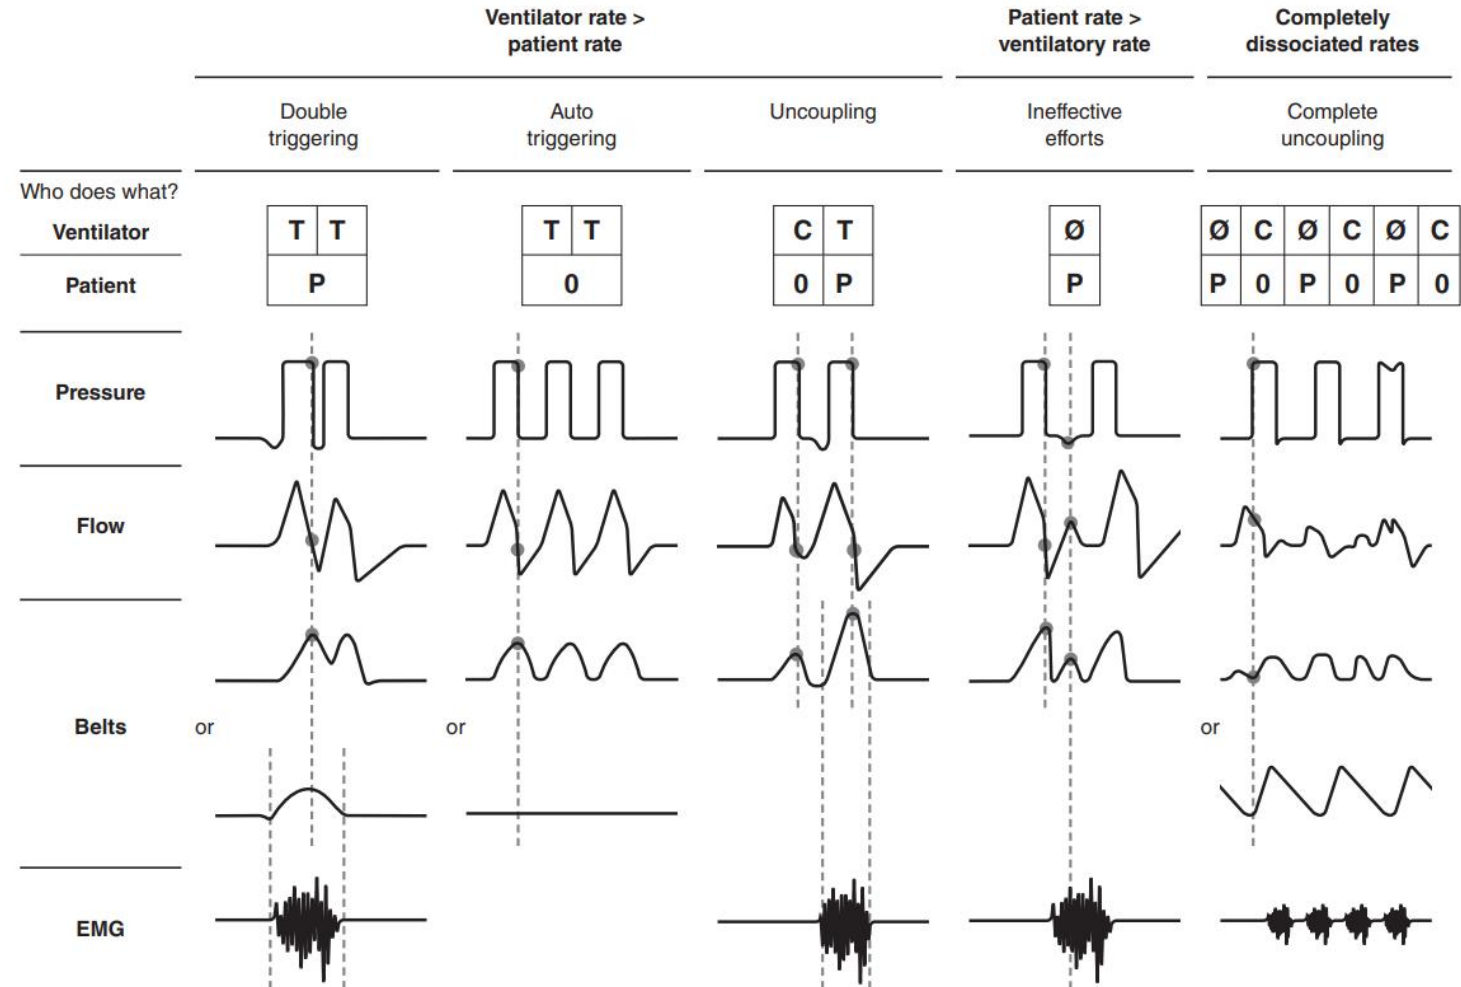 Ventilator rate >
patient rate
Patient rate >
ventilatory rate
Completely
dissociated rates
Double
triggering
Auto
triggering
Uncoupling
Ineffective
efforts
Complete
uncoupling
Who does what?
Ventilator
T T
T T
C T
Ø
Ø C Ø C Ø C
Patient
P
0
0 P
P
P 0 P 0 P 0
Pressure
Flow
Belts
or
or
or
EMG